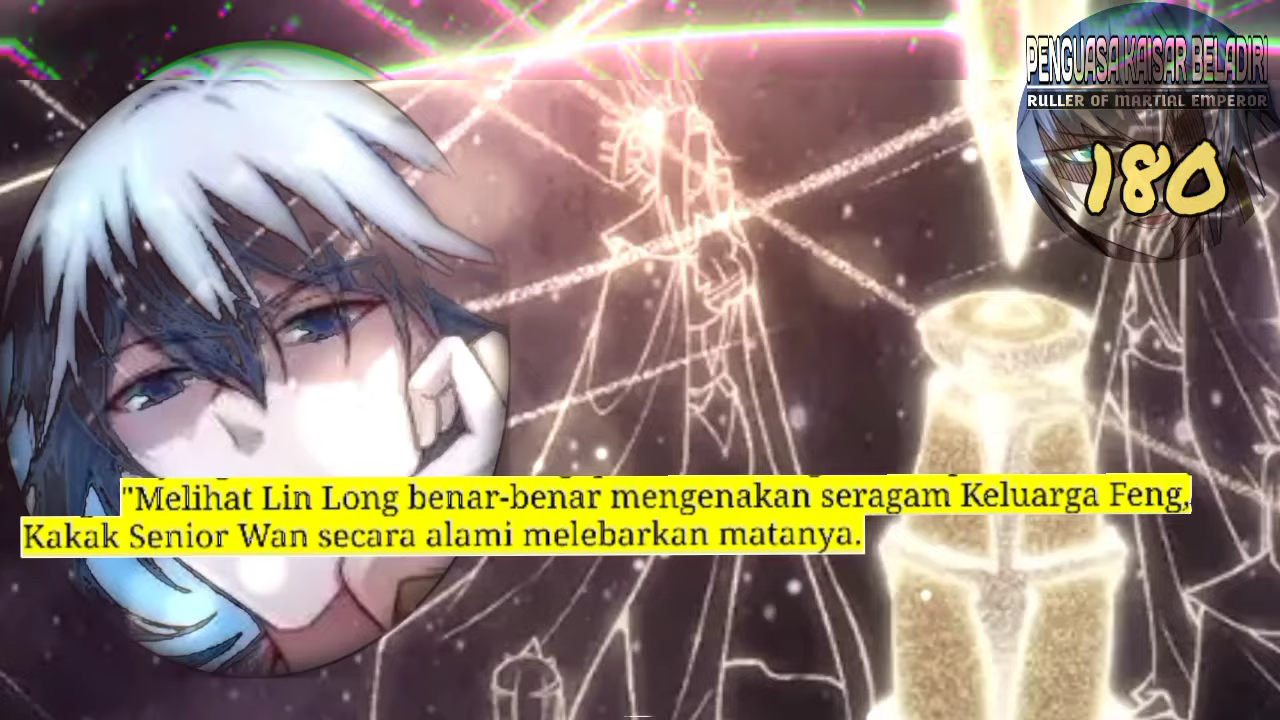 PENGUASA KAISAR BELADIRI
RULLER OF MARTIAL EMPEROR
180
"Melihat Lin Long benar-benar mengenakan seragam Keluarga Feng,
Kakak Senior Wan secara alami melebarkan matanya.